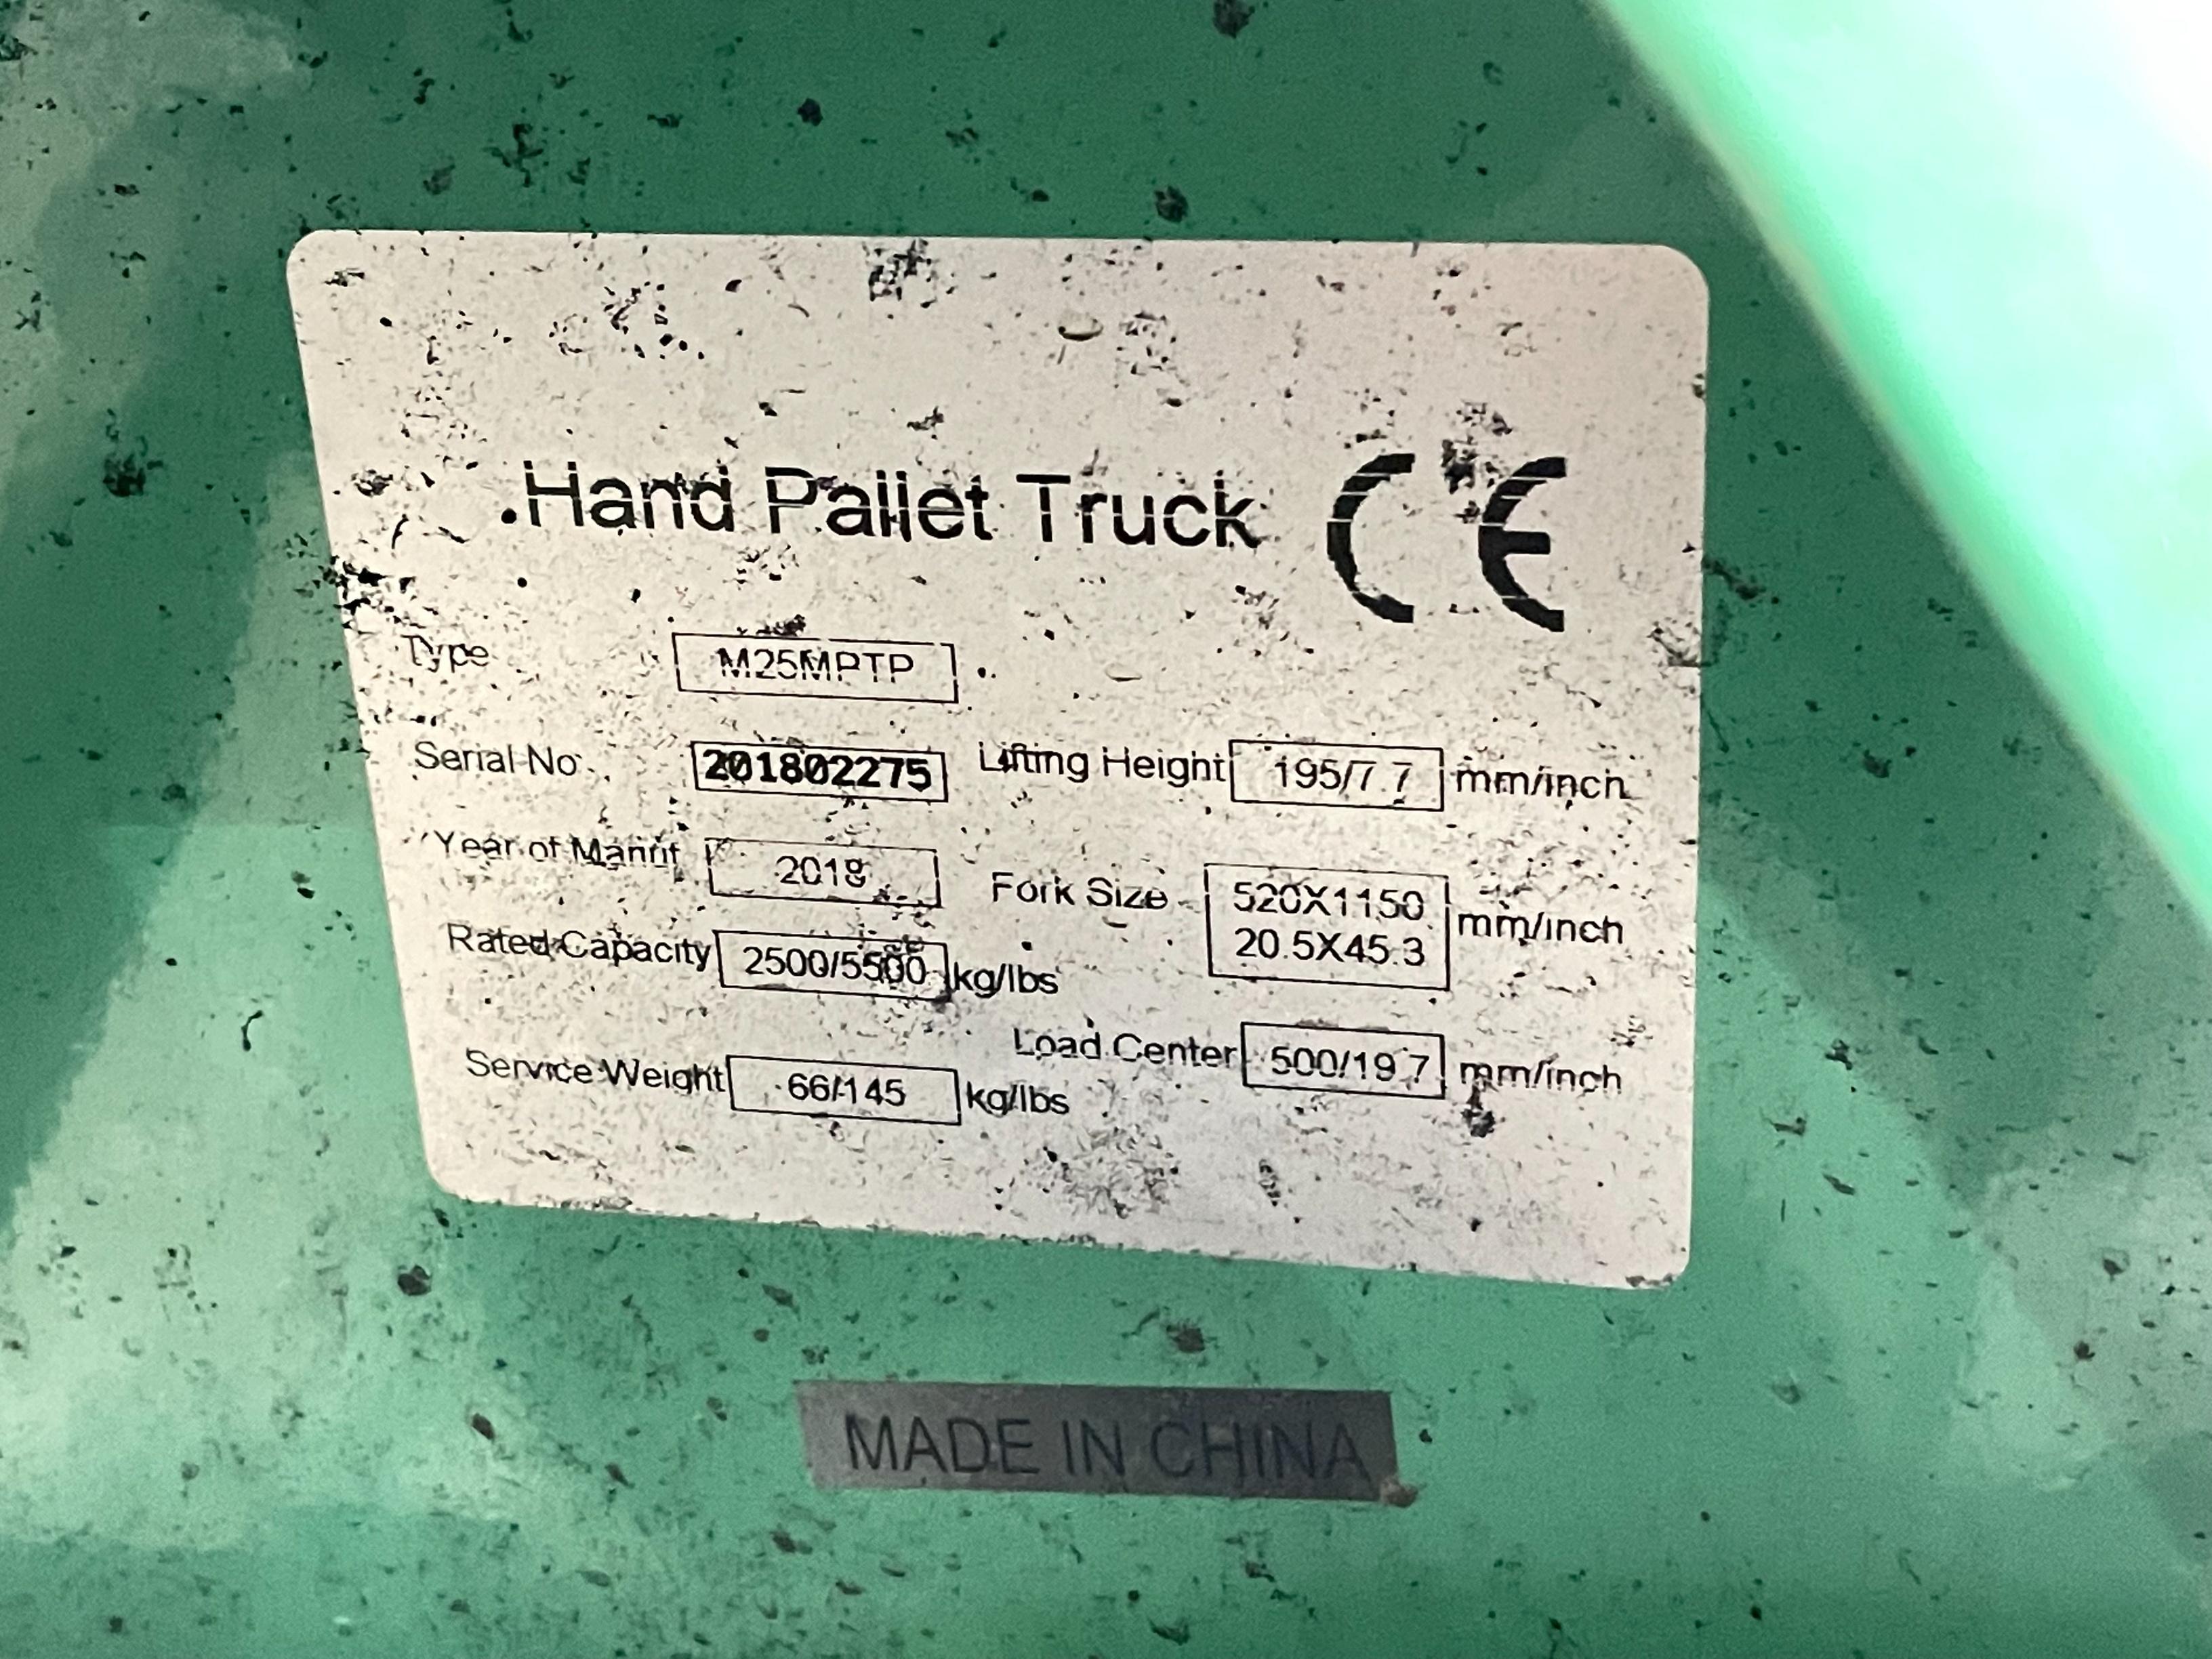 Hand Pallet Truck CE
Type M25MPTP
Serial No. 201802275 Lifting Height 195/7.7 mm/inch
Year of Manuf 2018
Fork Size 520X1150 mm/inch
20.5X45.3
Rated Capacity 2500/5500 kg/lbs
Load Center 500/19.7 mm/inch
Service Weight 66/145 kg/lbs
MADE IN CHINA